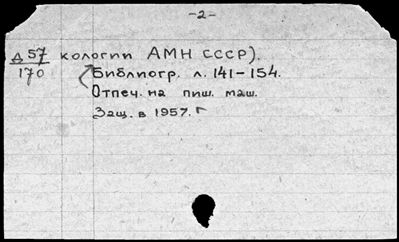 -2-
Д57 кологии АМН СССР).
170 Библиогр. л. 141-154.
Отпеч. на пиш. маш.
Защ. в 1957. г